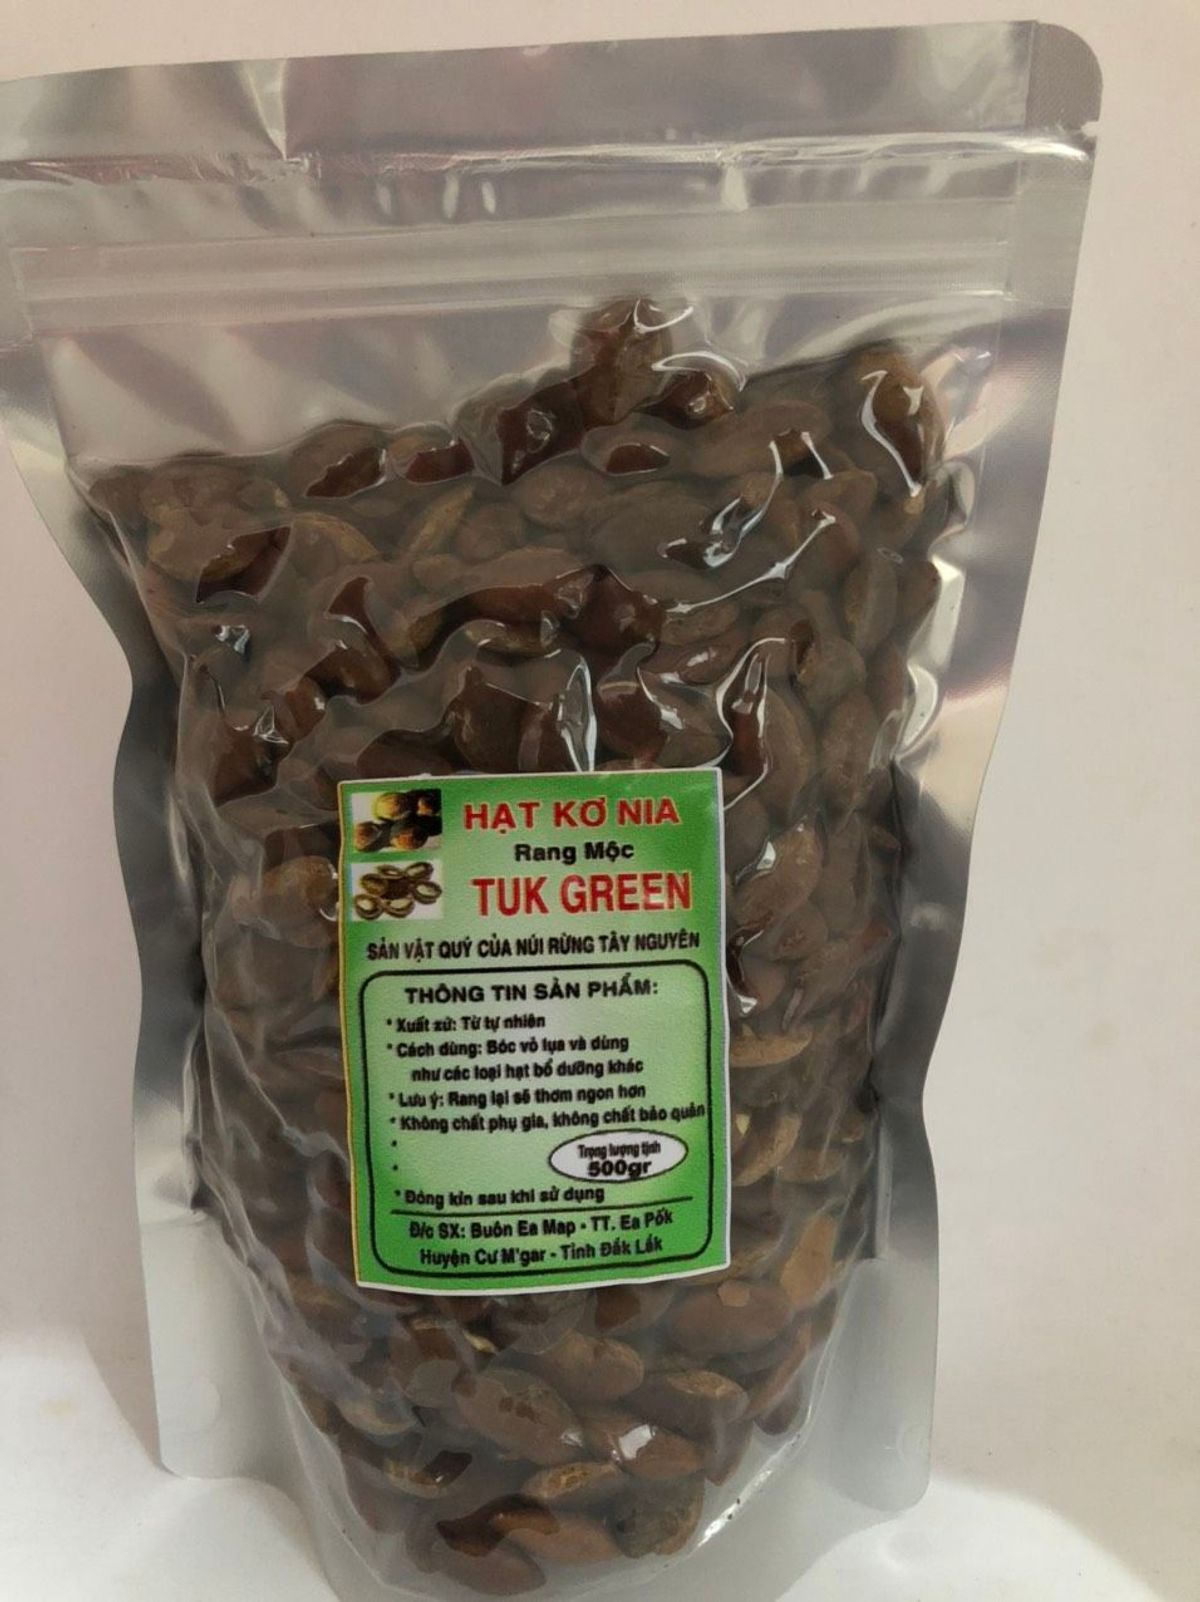 HẠT KƠ NIA
Rang Mộc
TUK GREEN
SẢN VẬT QUÝ CỦA NÚI RỪNG TÂY NGUYÊN
THÔNG TIN SẢN PHẨM:
* Xuất xứ: Từ tự nhiên
* Cách dùng: Bóc vỏ lụa và dùng
như các loại hạt bổ dưỡng khác
* Lưu ý: Rang lại sẽ thơm ngon hơn
* Không chất phụ gia, không chất bảo quản
*
Trọng lượng tịnh
* 500gr
* Đóng kín sau khi sử dụng
Đ/c SX: Buôn Ea Map - TT. Ea Pốk
Huyện Cư M'gar - Tỉnh Đắk Lắk